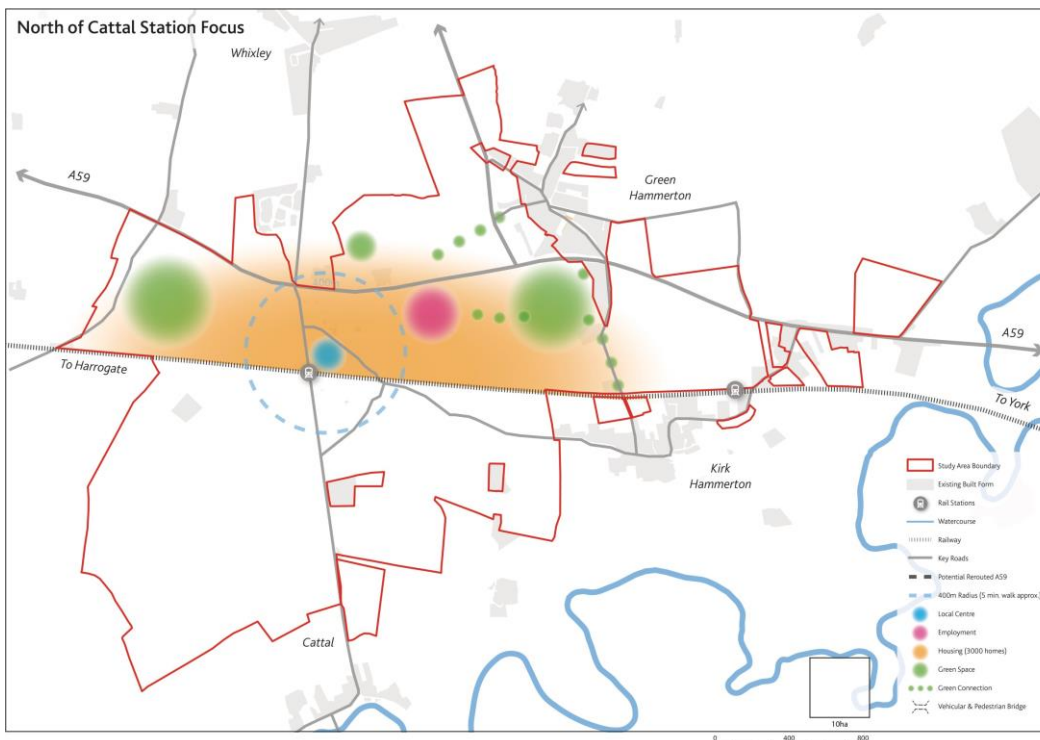 North of Cattal Station Focus
Whixley
A59
Green
Hammerton
400m
To Harrogate
A59
To York
Kirk
Hammerton
Cattal
Study Area Boundary
Existing Built Form
Rail Stations
Watercourse
Railway
Key Roads
Potential Rerouted A59
400m Radius (5 min. walk approx.)
Local Centre
Employment
Housing (3000 homes)
Green Space
Green Connection
Vehicular & Pedestrian Bridge
10ha
0 400 800